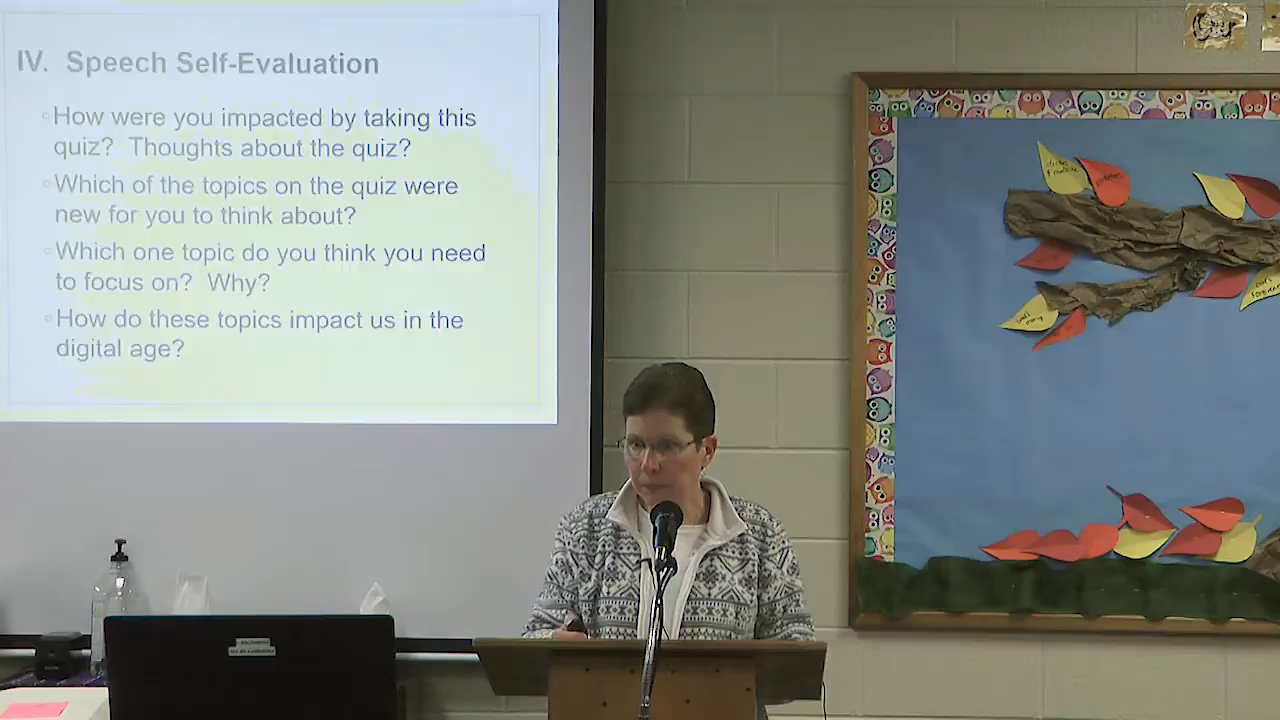 IV. Speech Self-Evaluation
How were you impacted by taking this
quiz? Thoughts about the quiz?
Which of the topics on the quiz were
new for you to think about?
Which one topic do you think you need
to focus on? Why?
How do these topics impact us in the
digital age?